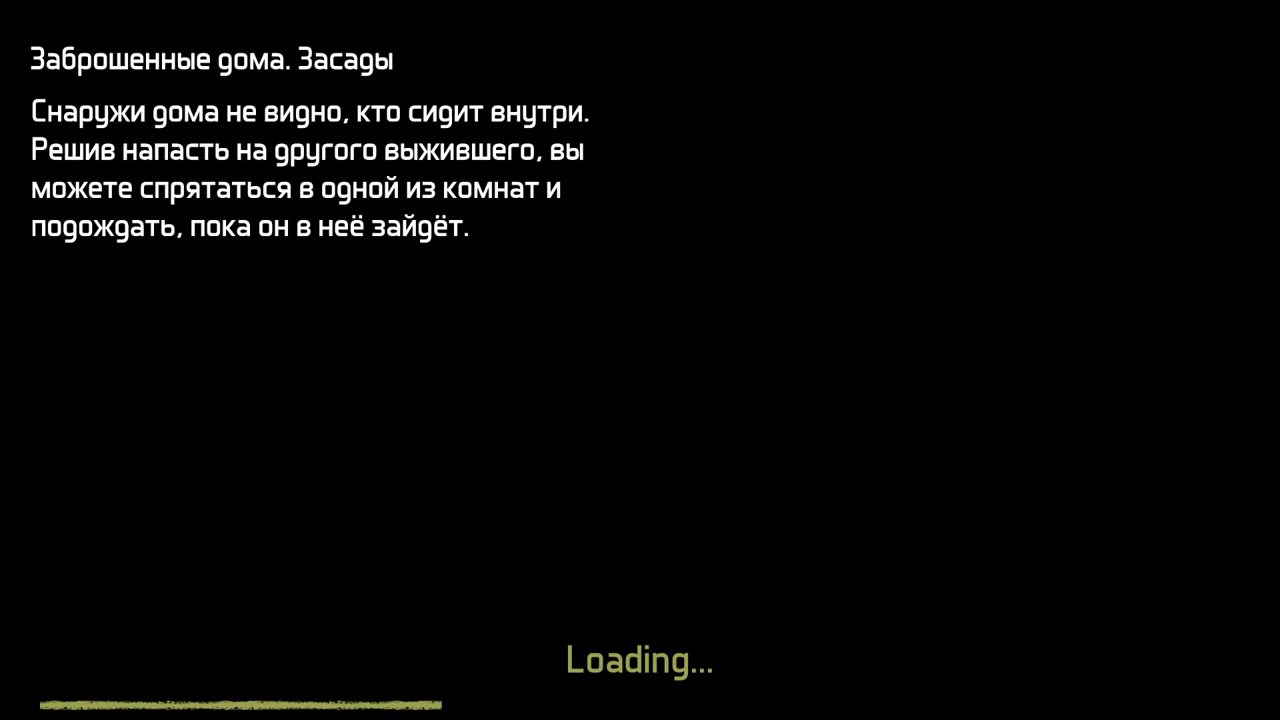 Заброшенные дома. Засады
Снаружи дома не видно, кто сидит внутри.
Решив напасть на другого выжившего, вы
можете спрятаться в одной из комнат и
подождать, пока он в неё зайдёт.
Loading...